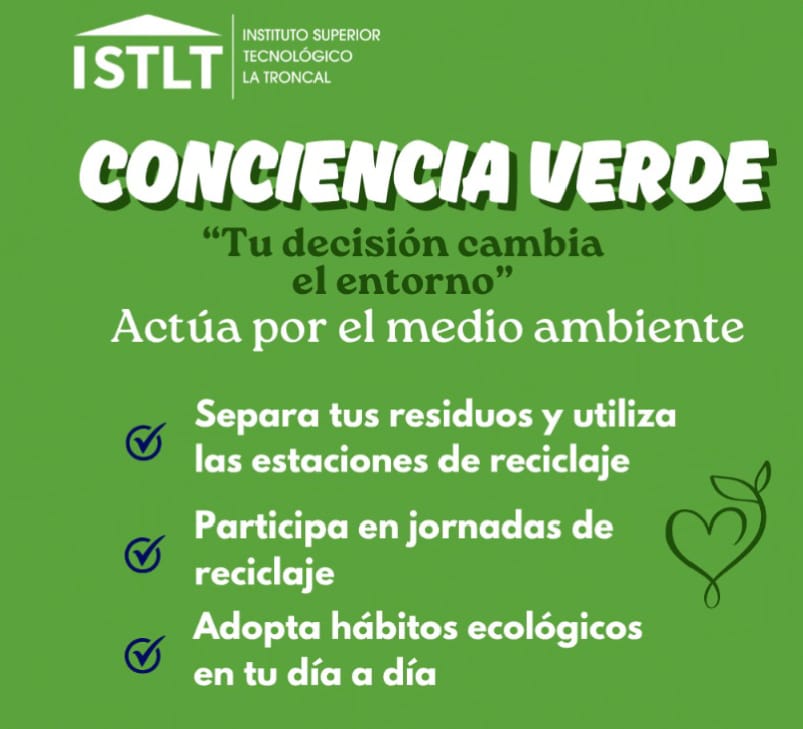 ISTLT
INSTITUTO SUPERIOR
TECNOLÓGICO
LA TRONCAL
CONCIENCIA VERDE
“Tu decisión cambia
el entorno”
Actúa por el medio ambiente
Separa tus residuos y utiliza
las estaciones de reciclaje
Participa en jornadas de
reciclaje
Adopta hábitos ecológicos
en tu día a día